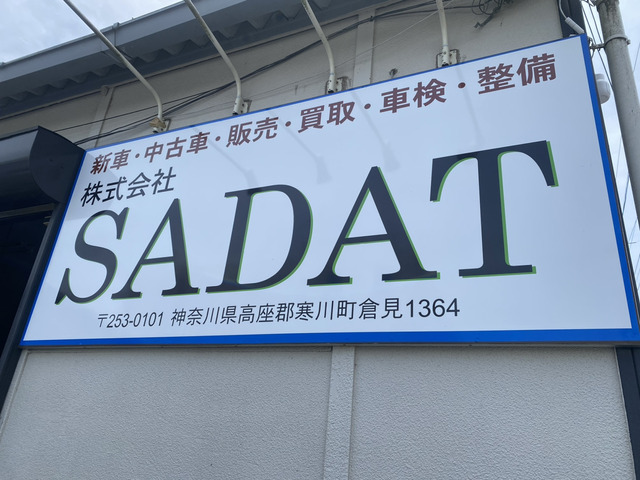 新車・中古車・販売・買取・車検・整備
株式会社
SADAT
〒253-0101 神奈川県高座郡寒川町倉見1364